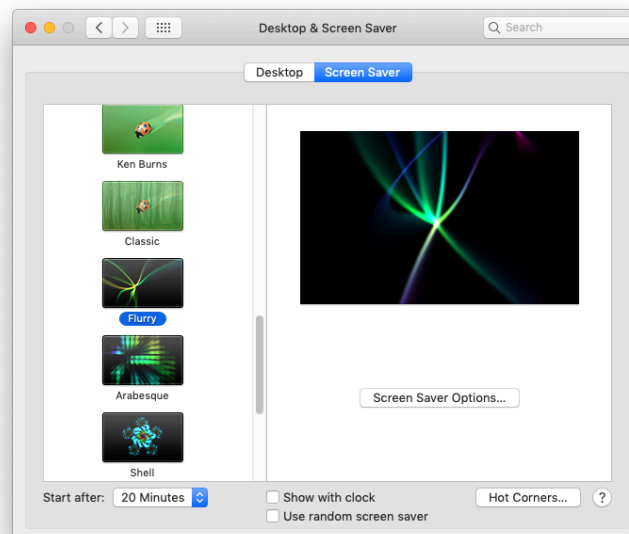 Desktop & Screen Saver
Search
Desktop
Screen Saver
Ken Burns
Classic
Flurry
Arabesque
Shell
Screen Saver Options...
Start after:
20 Minutes
Show with clock
Hot Corners...
?
Use random screen saver